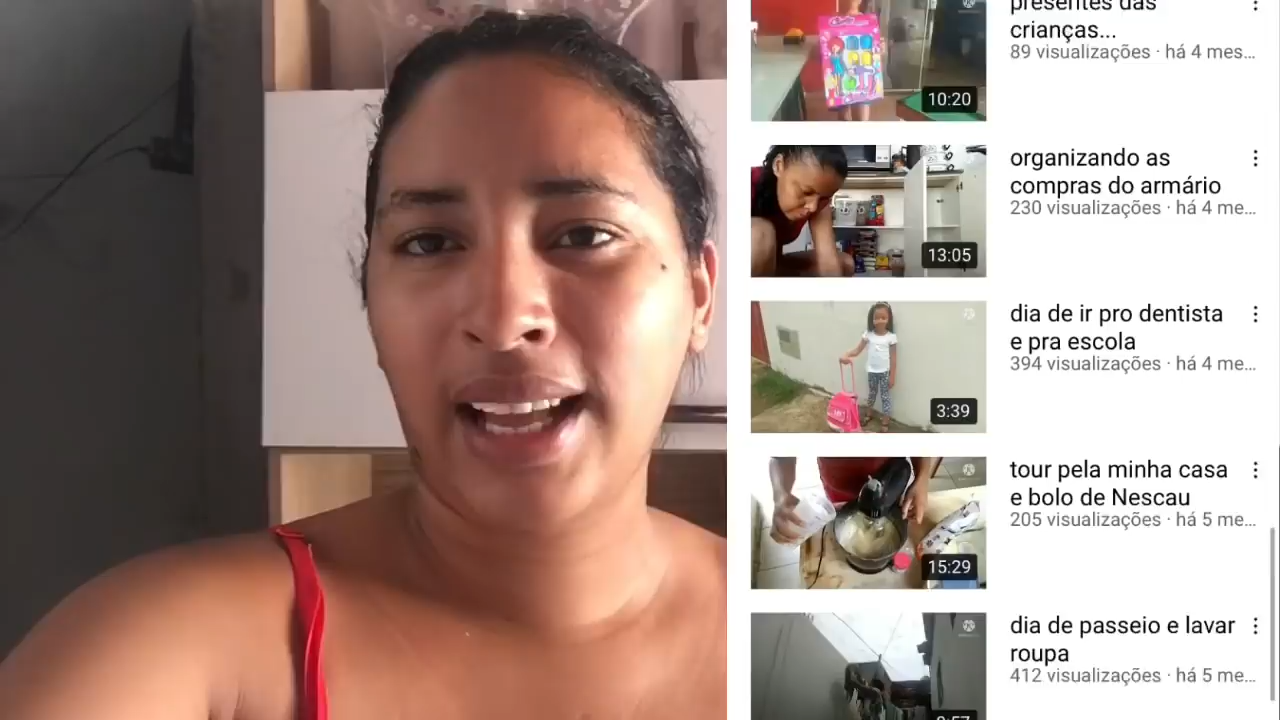 presentes das
crianças...
89 visualizações · há 4 mes...
10:20
organizando as
compras do armário
230 visualizações · há 4 me...
13:05
dia de ir pro dentista
e pra escola
394 visualizações · há 4 me...
3:39
tour pela minha casa
e bolo de Nescau
205 visualizações · há 5 me...
15:29
dia de passeio e lavar
roupa
412 visualizações · há 5 me...